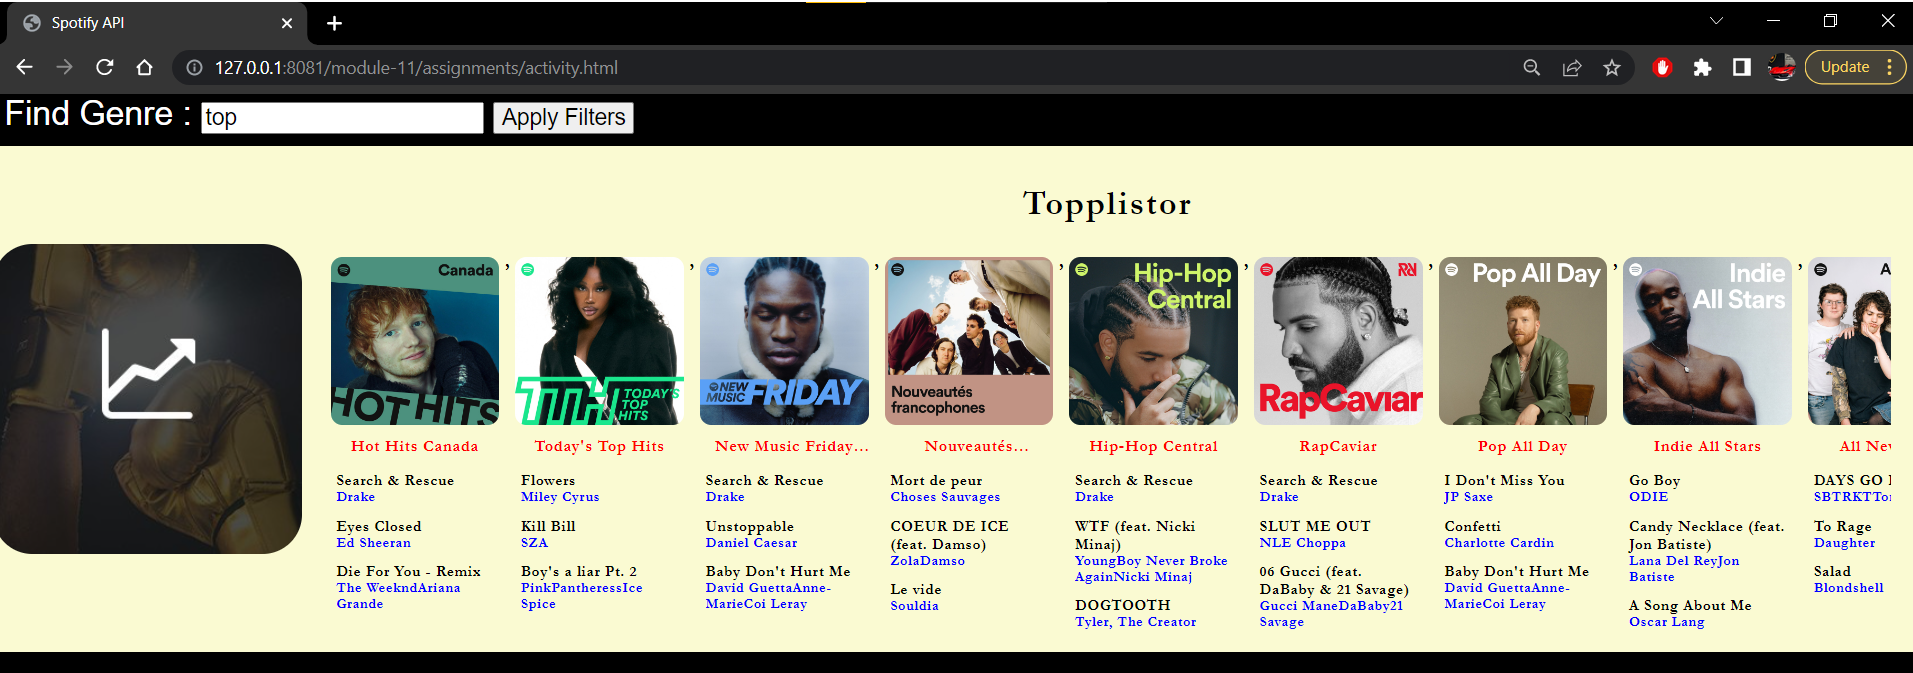 Spotify API
127.0.0.1:8081/module-11/assignments/activity.html
Update
Find Genre : top Apply Filters
Topplistor
Canada
HOT HITS
Hot Hits Canada
Search & Rescue
Drake
Eyes Closed
Ed Sheeran
Die For You - Remix
The WeekndAriana
Grande
,
TTH TODAY'S
TOP
HITS
Today's Top Hits
Flowers
Miley Cyrus
Kill Bill
SZA
Boy's a liar Pt. 2
PinkPantheressIce
Spice
,
NEW
MUSIC FRIDAY
New Music Friday...
Search & Rescue
Drake
Unstoppable
Daniel Caesar
Baby Don't Hurt Me
David GuettaAnne-
MarieCoi Leray
,
Nouveautés
francophones
Nouveautés...
Mort de peur
Choses Sauvages
COEUR DE ICE
(feat. Damso)
ZolaDamso
Le vide
Souldia
,
Hip-Hop
Central
Hip-Hop Central
Search & Rescue
Drake
WTF (feat. Nicki
Minaj)
YoungBoy Never Broke
AgainNicki Minaj
DOGTOOTH
Tyler, The Creator
,
RapCaviar
RapCaviar
Search & Rescue
Drake
SLUT ME OUT
NLE Choppa
06 Gucci (feat.
DaBaby & 21 Savage)
Gucci ManeDaBaby21
Savage
,
Pop All Day
Pop All Day
I Don't Miss You
JP Saxe
Confetti
Charlotte Cardin
Baby Don't Hurt Me
David GuettaAnne-
MarieCoi Leray
,
Indie
All Stars
Indie All Stars
Go Boy
ODIE
Candy Necklace (feat.
Jon Batiste)
Lana Del ReyJon
Batiste
A Song About Me
Oscar Lang
,
A
All New
DAYS GO
SBTRKTTo
To Rage
Daughter
Salad
Blondshell